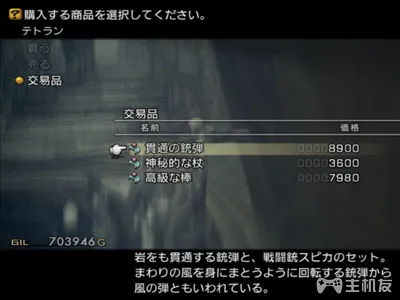 購入する商品を選択してください。
テトラン
買う
売る
交易品
交易品
名前 価格
貫通の銃弾 00008900
神秘的な杖 00003600
高級な棒 00007980
GIL 703946G
岩をも貫通する銃弾と、戦闘銃スピカのセット。
まわりの風を身にまとうように回転する銃弾から
風の弾ともいわれている。
主机友